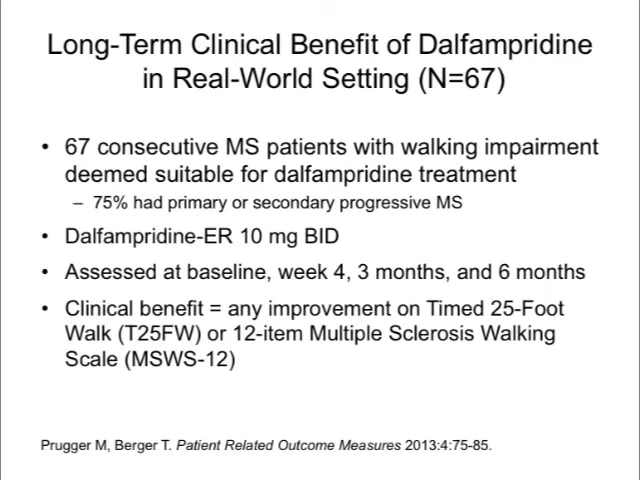 Long-Term Clinical Benefit of Dalfampridine
in Real-World Setting (N=67)
• 67 consecutive MS patients with walking impairment
deemed suitable for dalfampridine treatment
– 75% had primary or secondary progressive MS
• Dalfampridine-ER 10 mg BID
• Assessed at baseline, week 4, 3 months, and 6 months
• Clinical benefit = any improvement on Timed 25-Foot
Walk (T25FW) or 12-item Multiple Sclerosis Walking
Scale (MSWS-12)
Prugger M, Berger T. Patient Related Outcome Measures 2013:4:75-85.